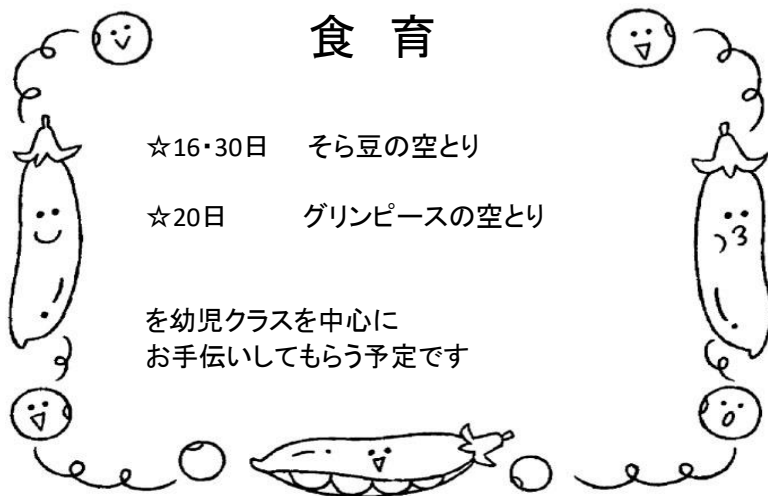 食 育
☆16・30日 そら豆の空とり
☆20日 グリンピースの空とり
を幼児クラスを中心に
お手伝いしてもらう予定です